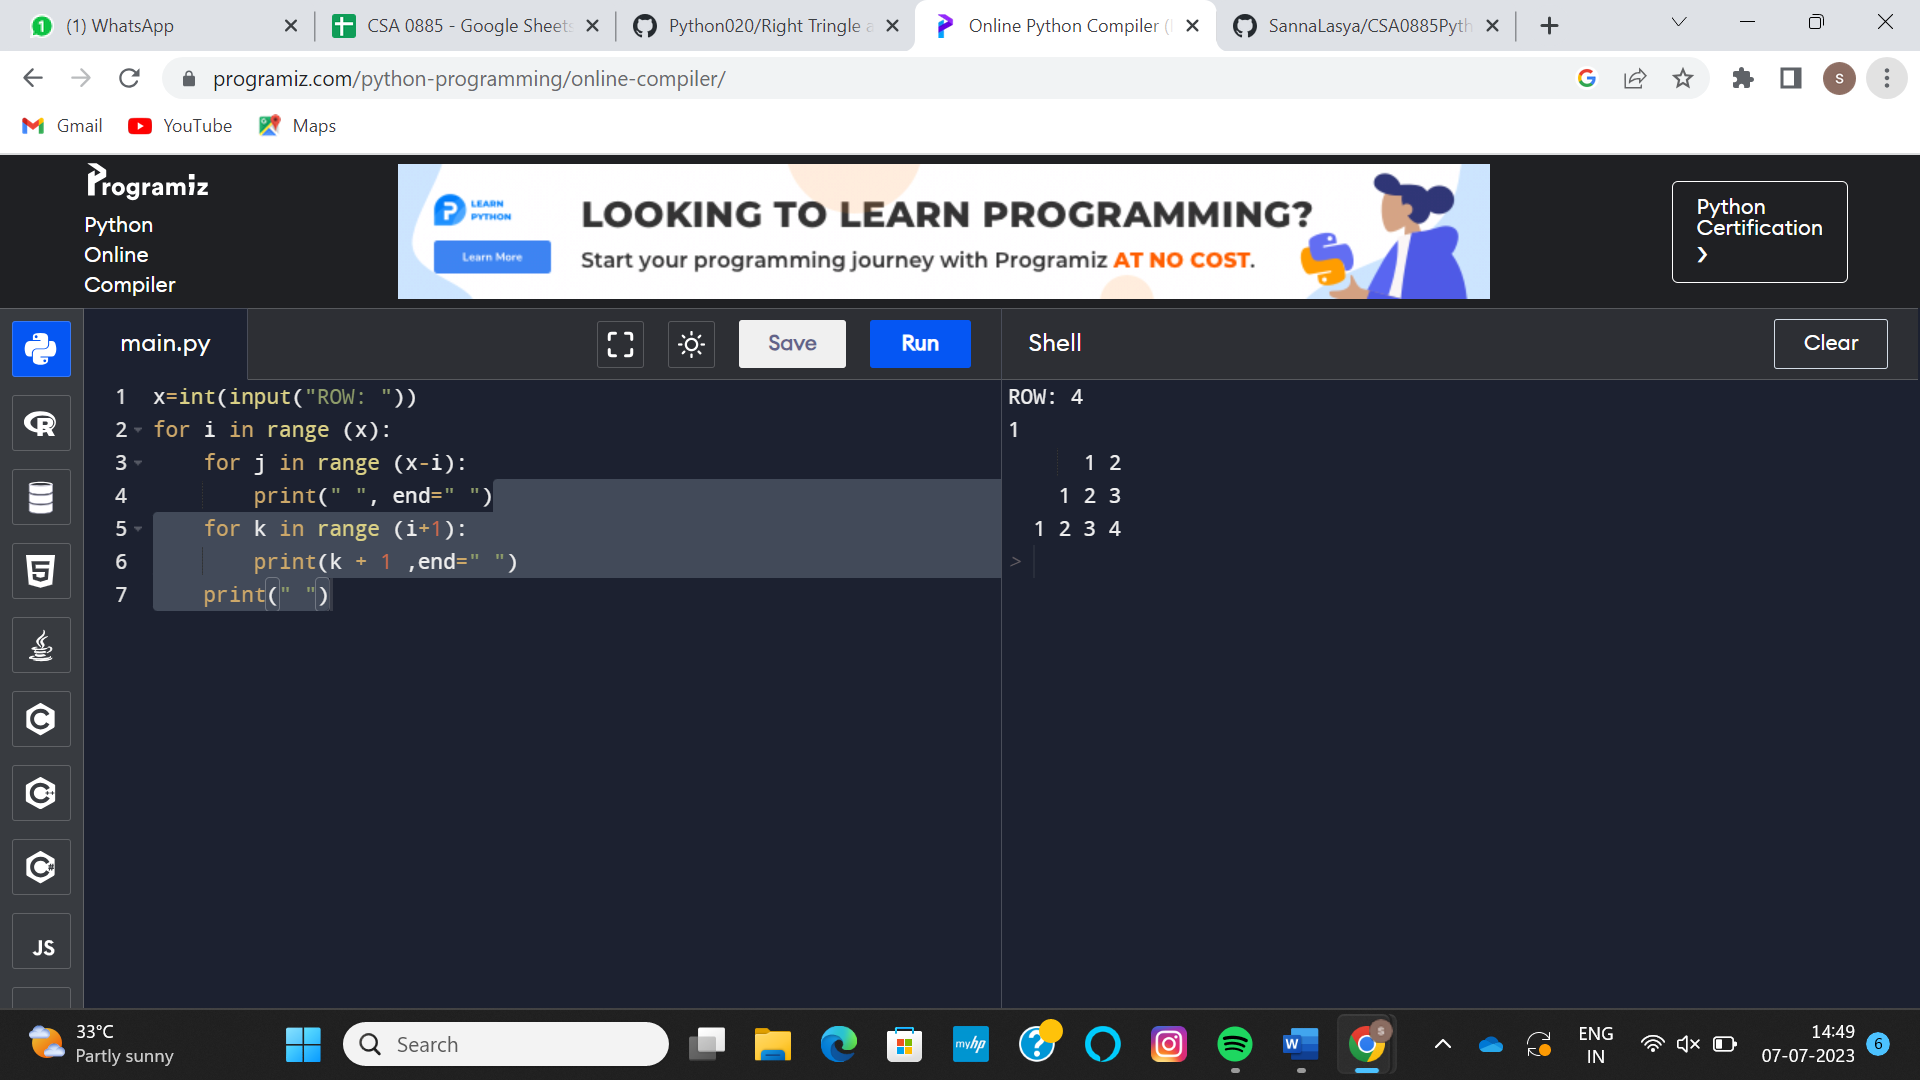 (1) WhatsApp
CSA 0885 - Google Sheets
Python020/Right Tringle a
Online Python Compiler (
SannaLasya/CSA0885Pyth
programiz.com/python-programming/online-compiler/
s
Gmail
YouTube
Maps
Programiz
Python
Online
Compiler
LEARN
PYTHON
Learn More
LOOKING TO LEARN PROGRAMMING?
Start your programming journey with Programiz AT NO COST.
Python
Certification
main.py
Save
Run
Shell
Clear
1 x=int(input("ROW: "))
2 for i in range (x):
3     for j in range (x-i):
4         print(" ", end=" ")
5     for k in range (i+1):
6         print(k + 1 ,end=" ")
7     print(" ")
ROW: 4
1
1 2
1 2 3
1 2 3 4
>
JS
33°C
Partly sunny
Search
myhp
ENG
IN
14:49
07-07-2023
6